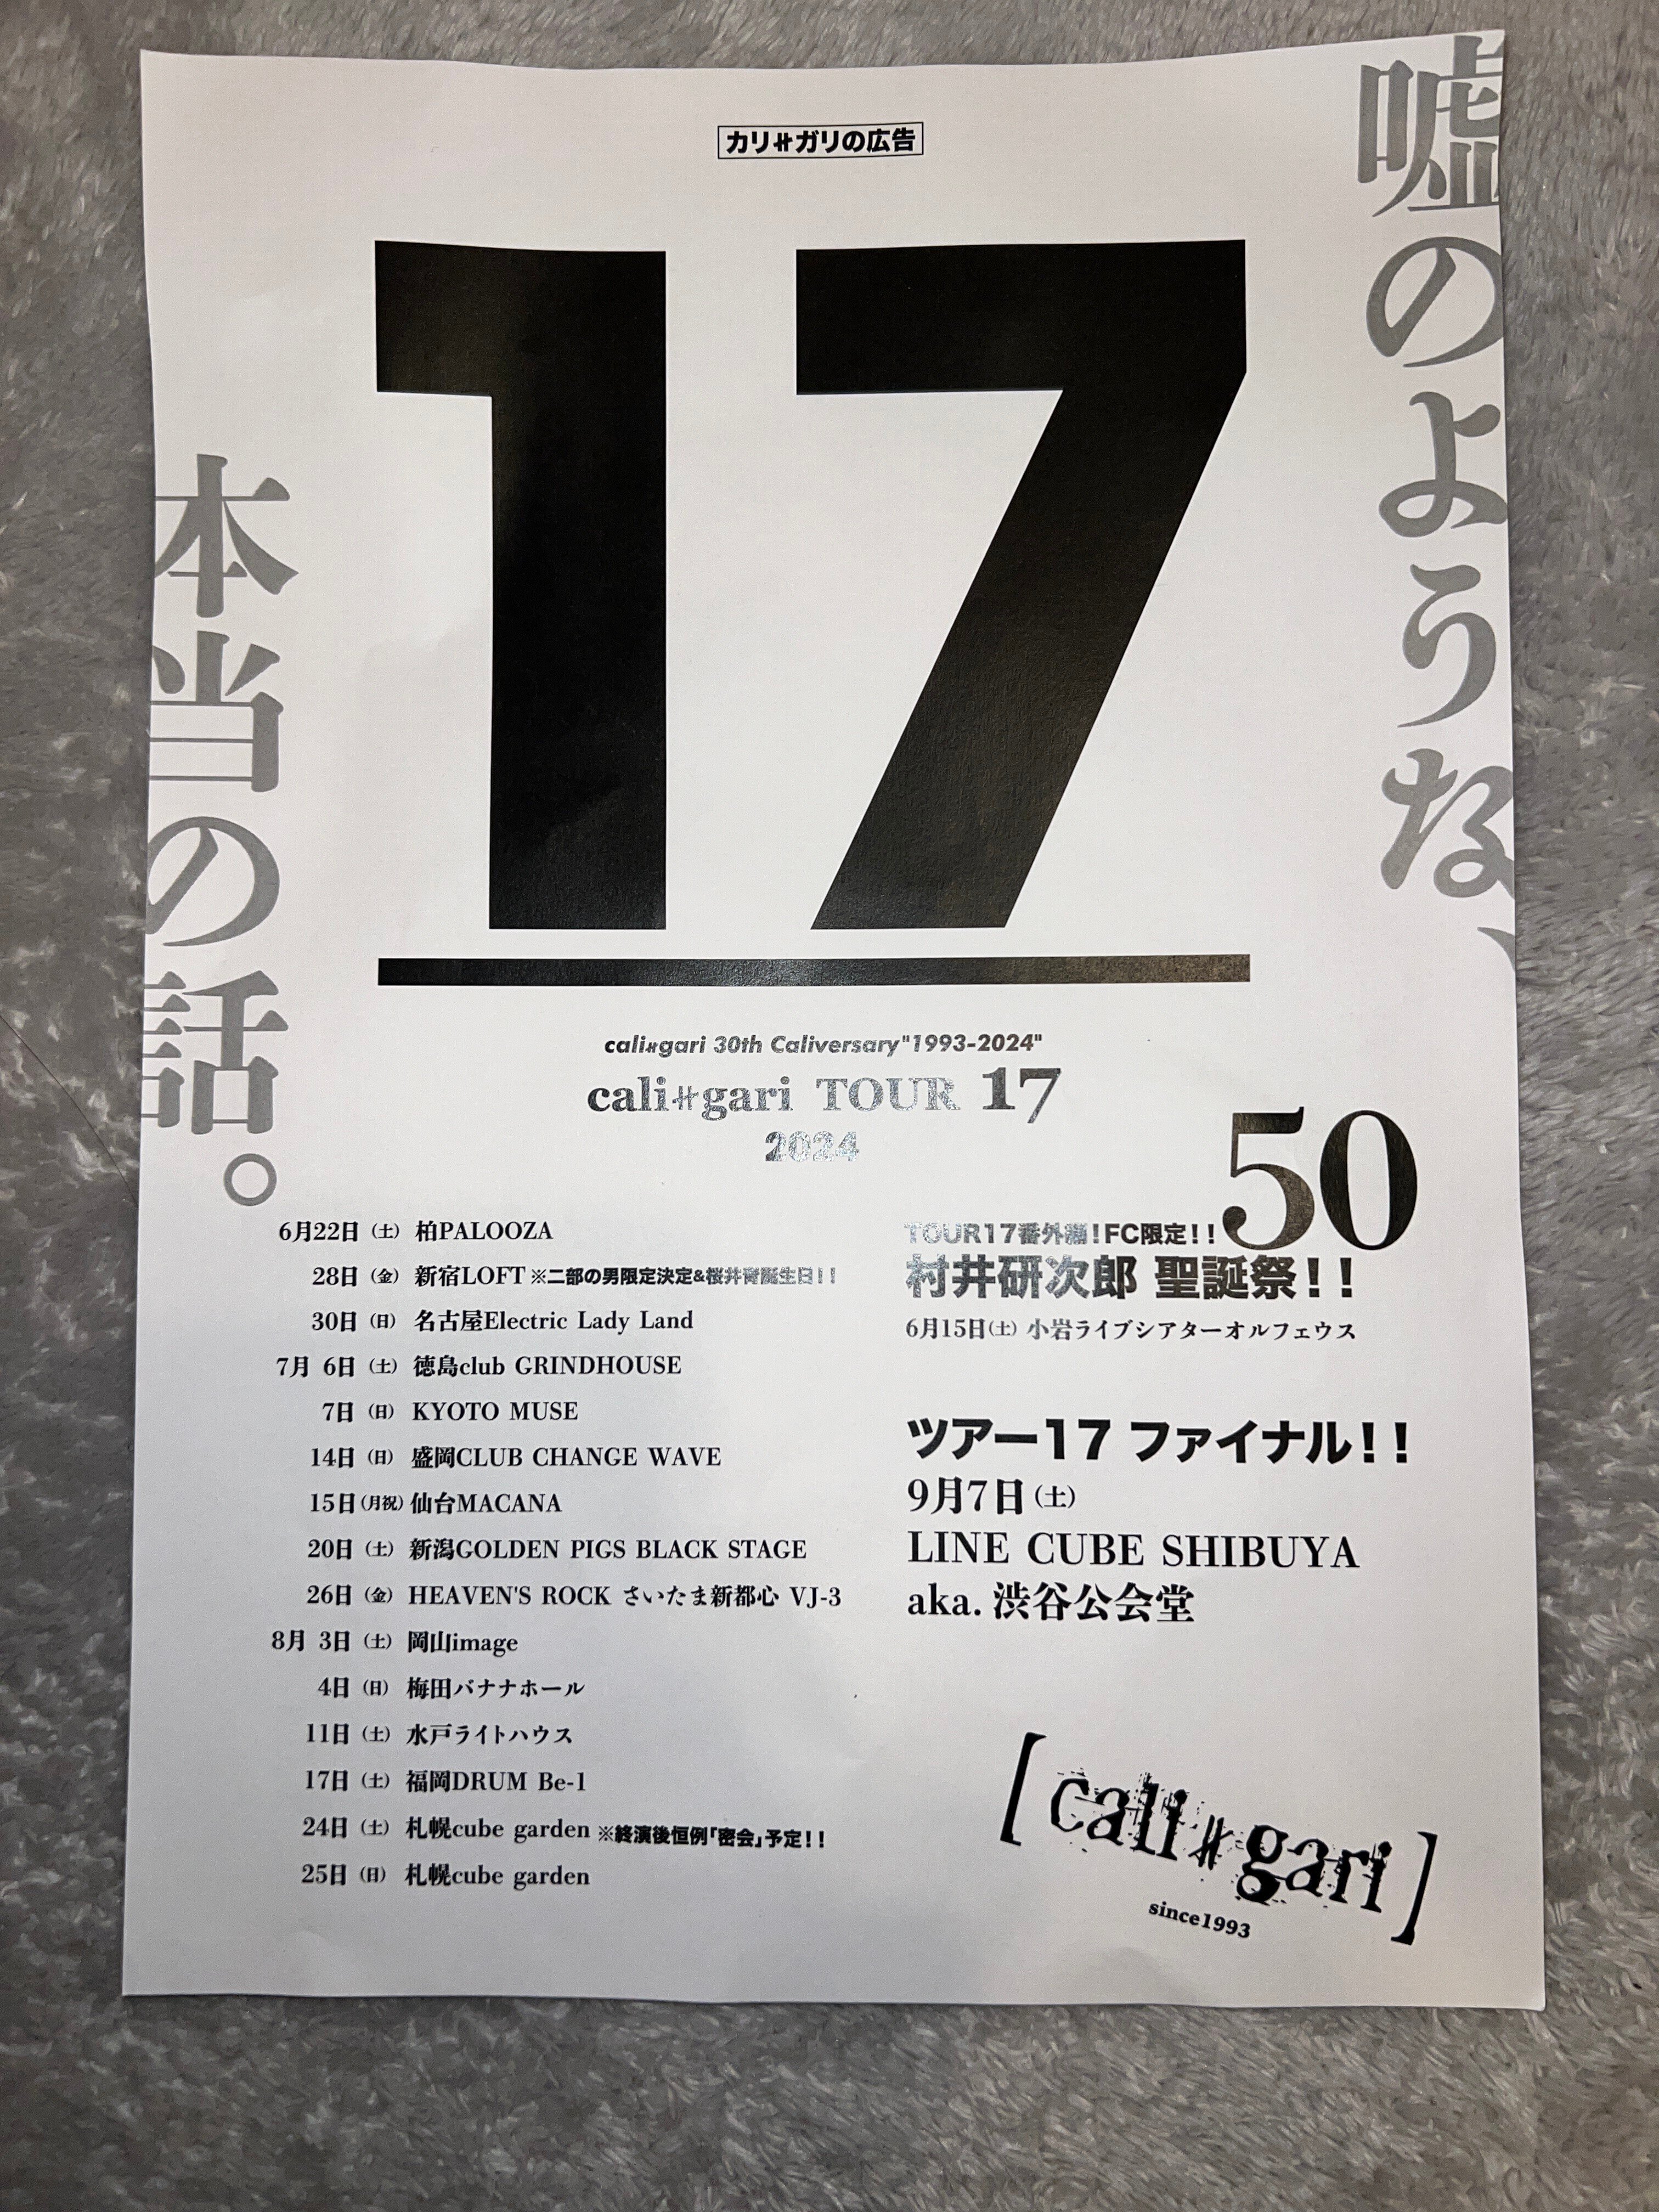 カリ≠ガリの広告
嘘のような、
17
本当の話。
cali≠gari 30th Caliversary"1993-2024"
cali≠gari TOUR 17
2024
6月22日（土） 柏PALOOZA
28日（金） 新宿LOFT ※二部の男限定決定&桜井青誕生日！！
30日（日） 名古屋Electric Lady Land
7月 6日（土） 徳島club GRINDHOUSE
7日（日） KYOTO MUSE
14日（日） 盛岡CLUB CHANGE WAVE
15日（月祝） 仙台MACANA
20日（土） 新潟GOLDEN PIGS BLACK STAGE
26日（金） HEAVEN'S ROCK さいたま新都心 VJ-3
8月 3日（土） 岡山image
4日（日） 梅田バナナホール
11日（土） 水戸ライトハウス
17日（土） 福岡DRUM Be-1
24日（土） 札幌cube garden ※終演後恒例「密会」予定！！
25日（日） 札幌cube garden
50
TOUR17番外編！FC限定！！
村井研次郎 聖誕祭！！
6月15日（土） 小岩ライブシアターオルフェウス
ツアー17 ファイナル！！
9月7日（土）
LINE CUBE SHIBUYA
aka. 渋谷公会堂
[cali≠gari]
since1993